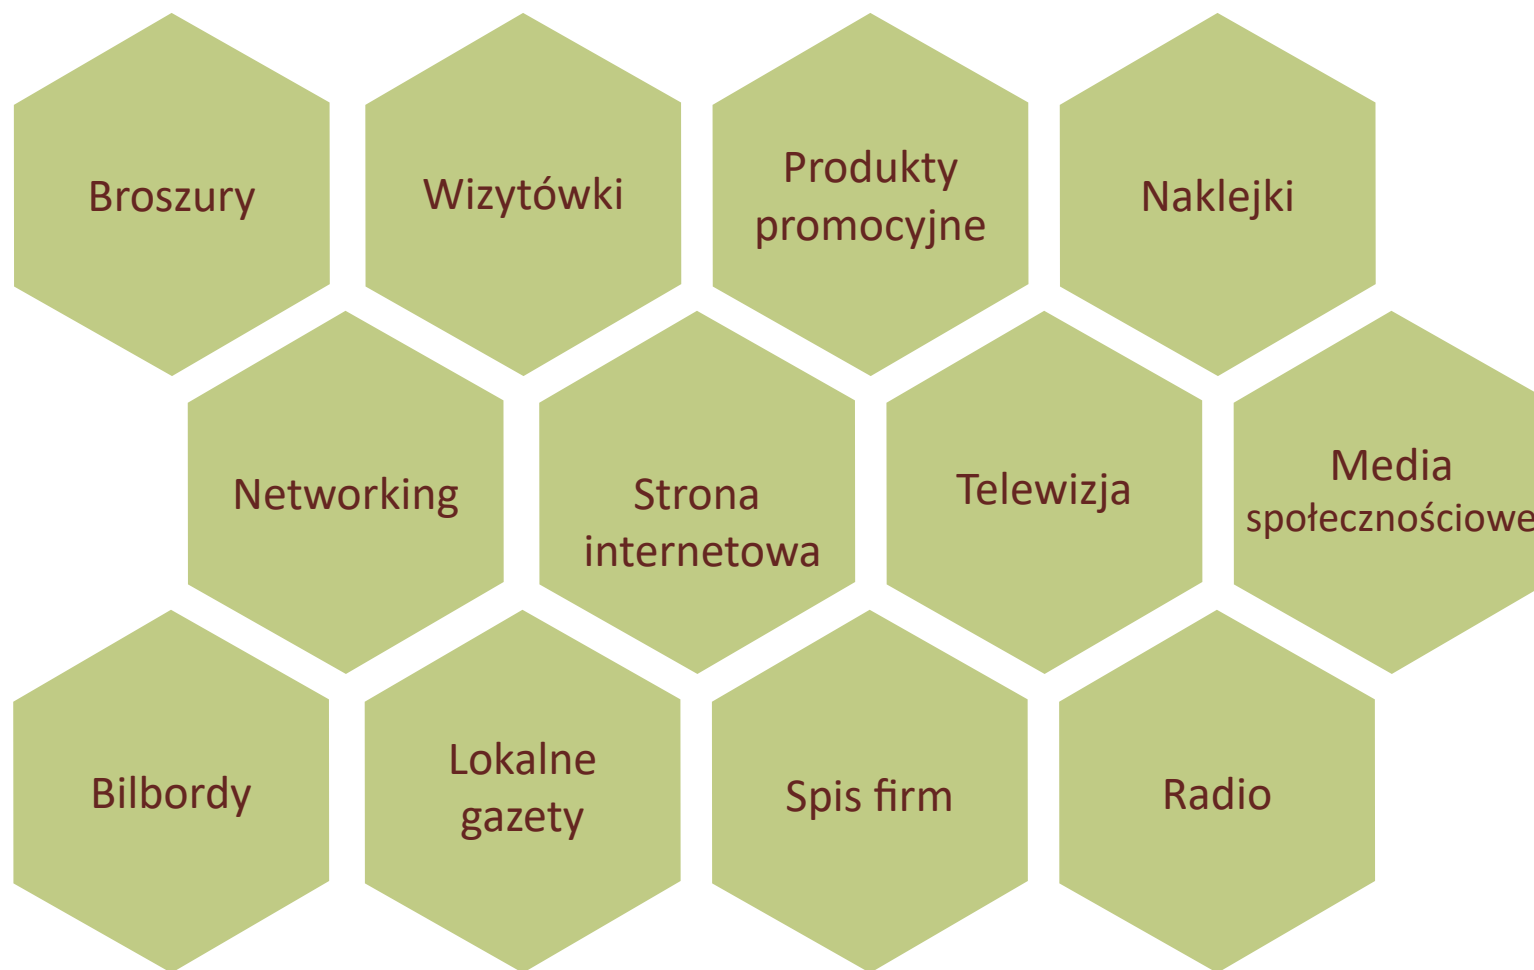 Broszury
Wizytówki
Produkty
promocyjne
Naklejki
Networking
Strona
internetowa
Telewizja
Media
społecznościowe
Bilbordy
Lokalne
gazety
Spis firm
Radio